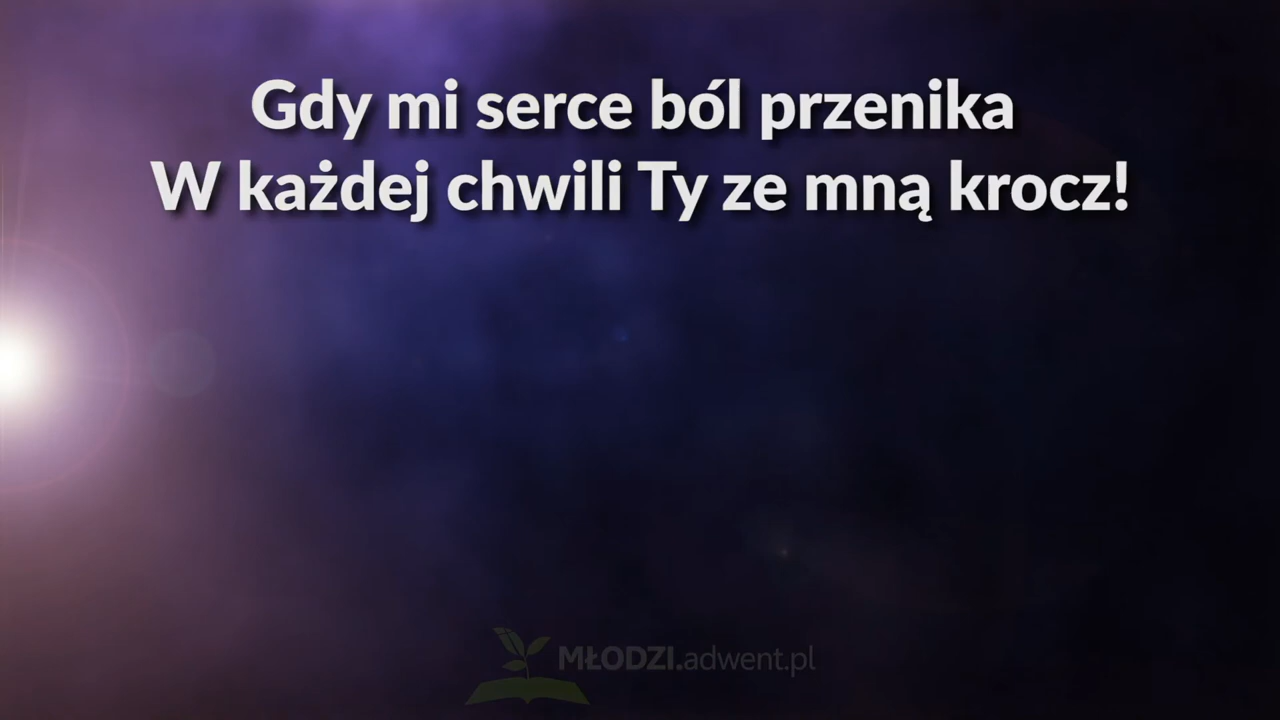 Gdy mi serce ból przenika
W każdej chwili Ty ze mną krocz!
MŁODZI.adwent.pl